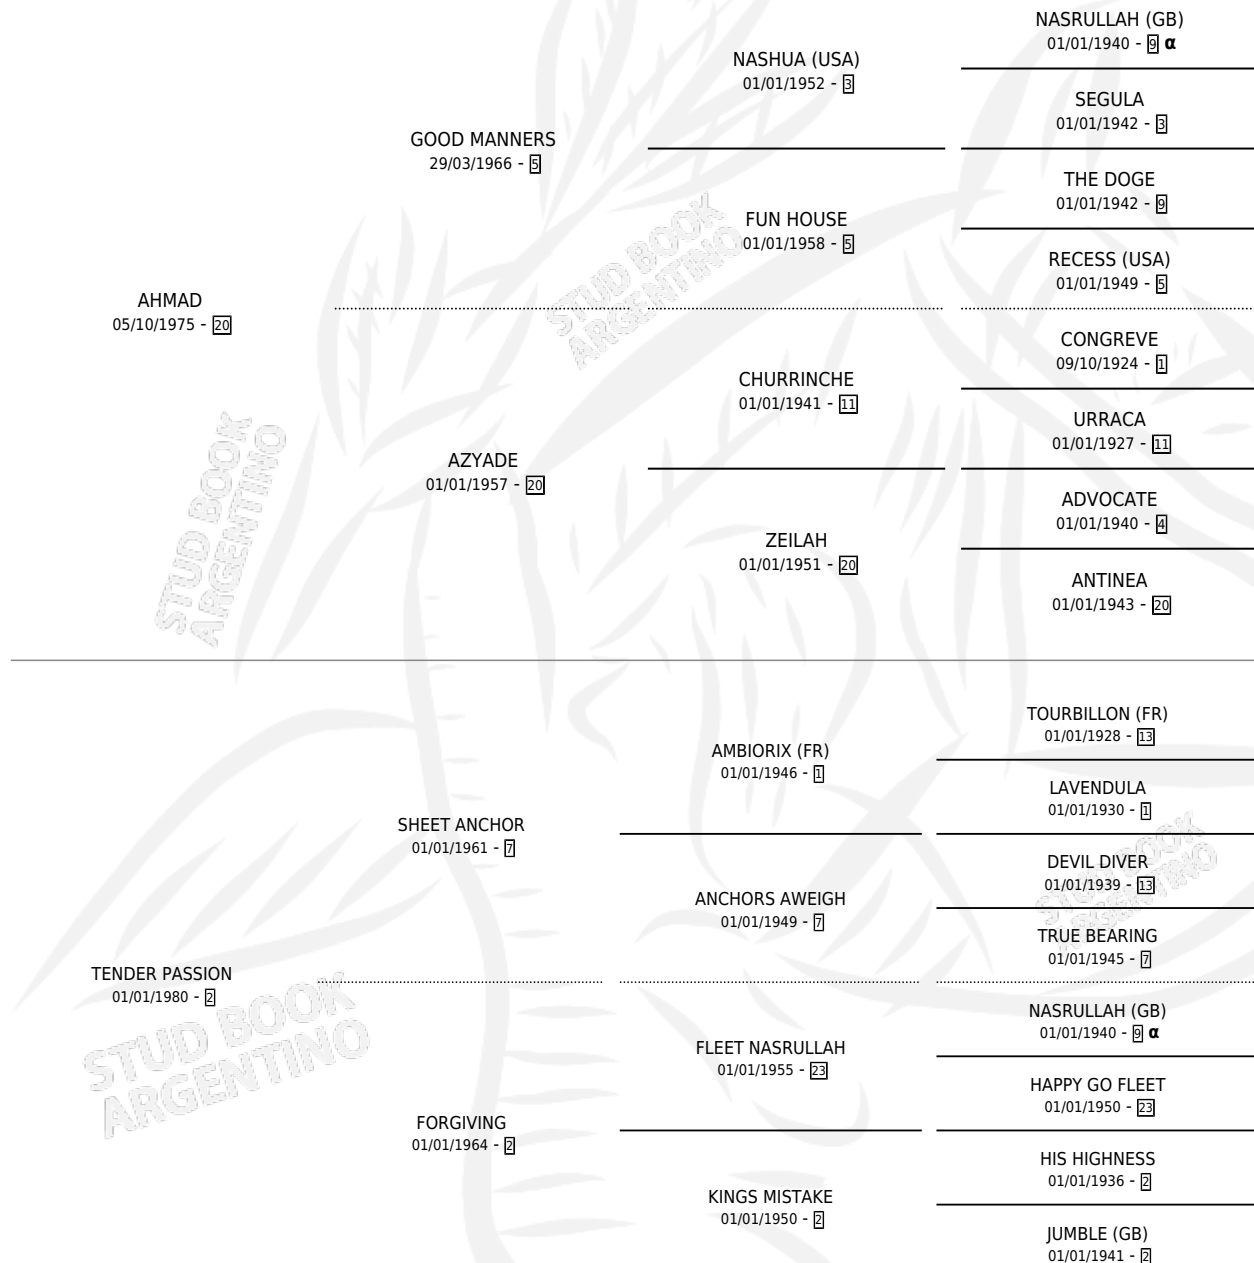 NASRULLAH (GB)
01/01/1940 - 9 α
NASHUA (USA)
01/01/1952 - 3
SEGULA
01/01/1942 - 3
GOOD MANNERS
29/03/1966 - 5
THE DOGE
01/01/1942 - 9
FUN HOUSE
01/01/1958 - 5
RECESS (USA)
01/01/1949 - 5
AHMAD
05/10/1975 - 20
CONGREVE
09/10/1924 - 1
CHURRINCHE
01/01/1941 - 11
URRACA
01/01/1927 - 11
AZYADE
01/01/1957 - 20
ADVOCATE
01/01/1940 - 4
ZEILAH
01/01/1951 - 20
ANTINEA
01/01/1943 - 20
STUD BOOK
ARGENTINO
STUD BOOK
ARGENTINO
TOURBILLON (FR)
01/01/1928 - 13
AMBIORIX (FR)
01/01/1946 - 1
LAVENDULA
01/01/1930 - 1
SHEET ANCHOR
01/01/1961 - 7
DEVIL DIVER
01/01/1939 - 13
ANCHORS AWEIGH
01/01/1949 - 7
TRUE BEARING
01/01/1945 - 7
STUD BOOK
ARGENTINO
TENDER PASSION
01/01/1980 - 2
NASRULLAH (GB)
01/01/1940 - 9 α
FLEET NASRULLAH
01/01/1955 - 23
HAPPY GO FLEET
01/01/1950 - 23
FORGIVING
01/01/1964 - 2
HIS HIGHNESS
01/01/1936 - 2
KINGS MISTAKE
01/01/1950 - 2
JUMBLE (GB)
01/01/1941 - 2
STUD BOOK
ARGENTINO